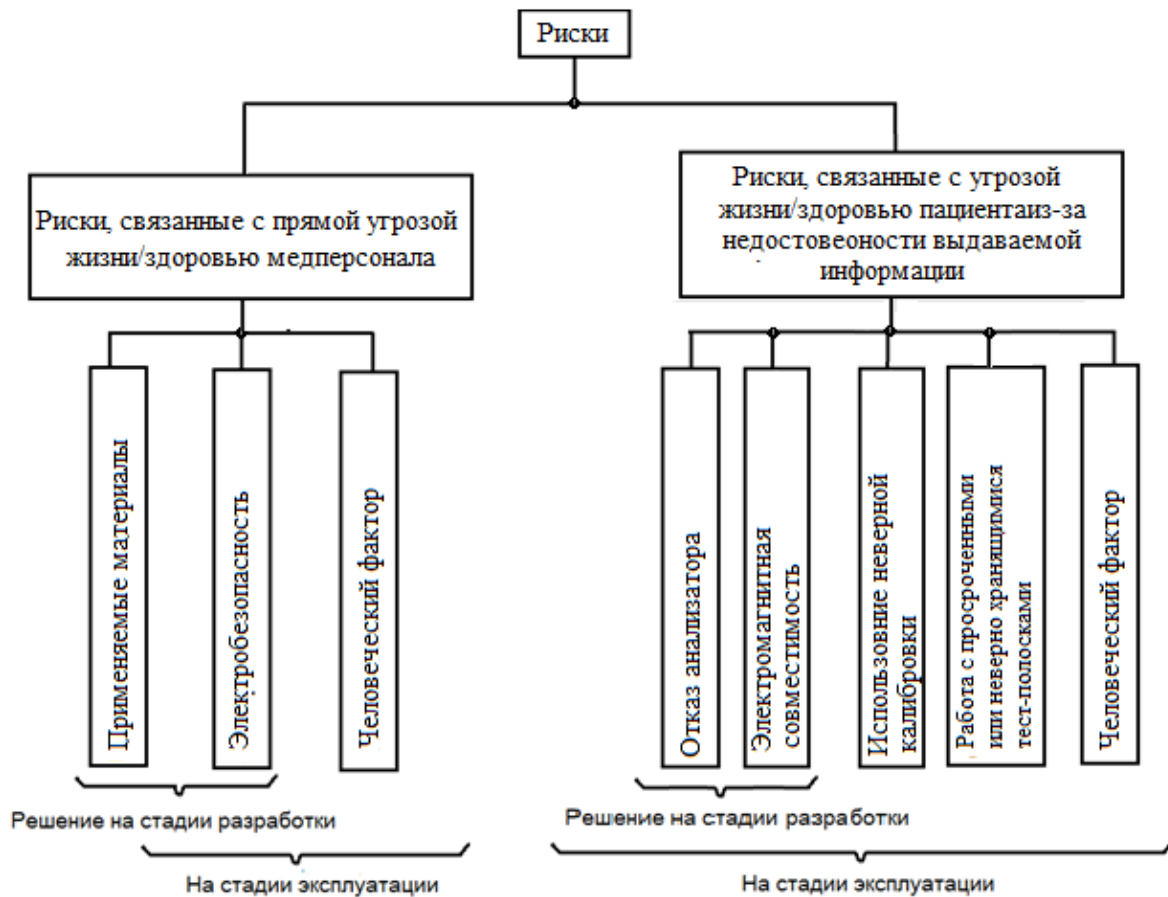 Риски
Риски, связанные с прямой угрозой
жизни/здоровью медперсонала
Риски, связанные с угрозой
жизни/здоровью пациентаиз-за
недостовеоности выдаваемой
информации
Применяемые материалы
Электробезопасность
Человеческий фактор
Отказ анализатора
Электромагнитная
совместимость
Использовние неверной
калибровки
Работа с просроченными
или неверно хранящимися
тест-полосками
Человеческий фактор
Решение на стадии разработки
На стадии эксплуатации
Решение на стадии разработки
На стадии эксплуатации